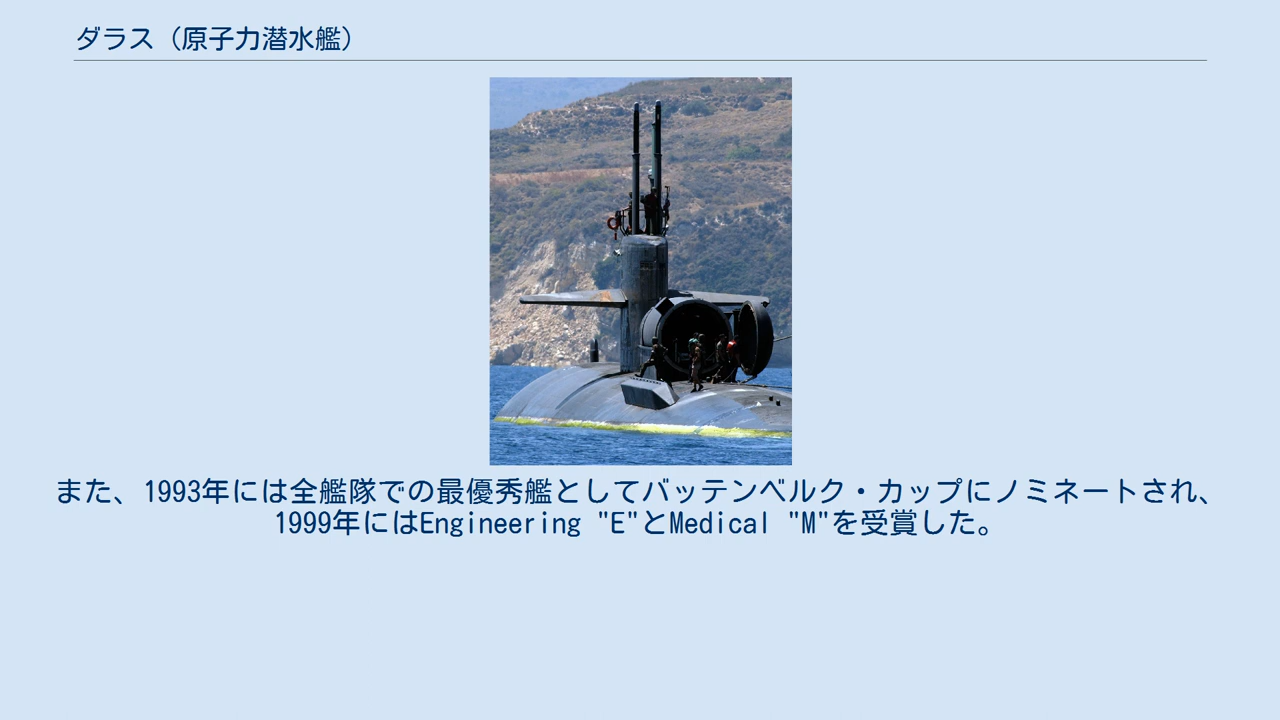 ダラス（原子力潜水艦）
また、1993年には全艦隊での最優秀艦としてバッテンベルク・カップにノミネートされ、
1999年にはEngineering "E"とMedical "M"を受賞した。